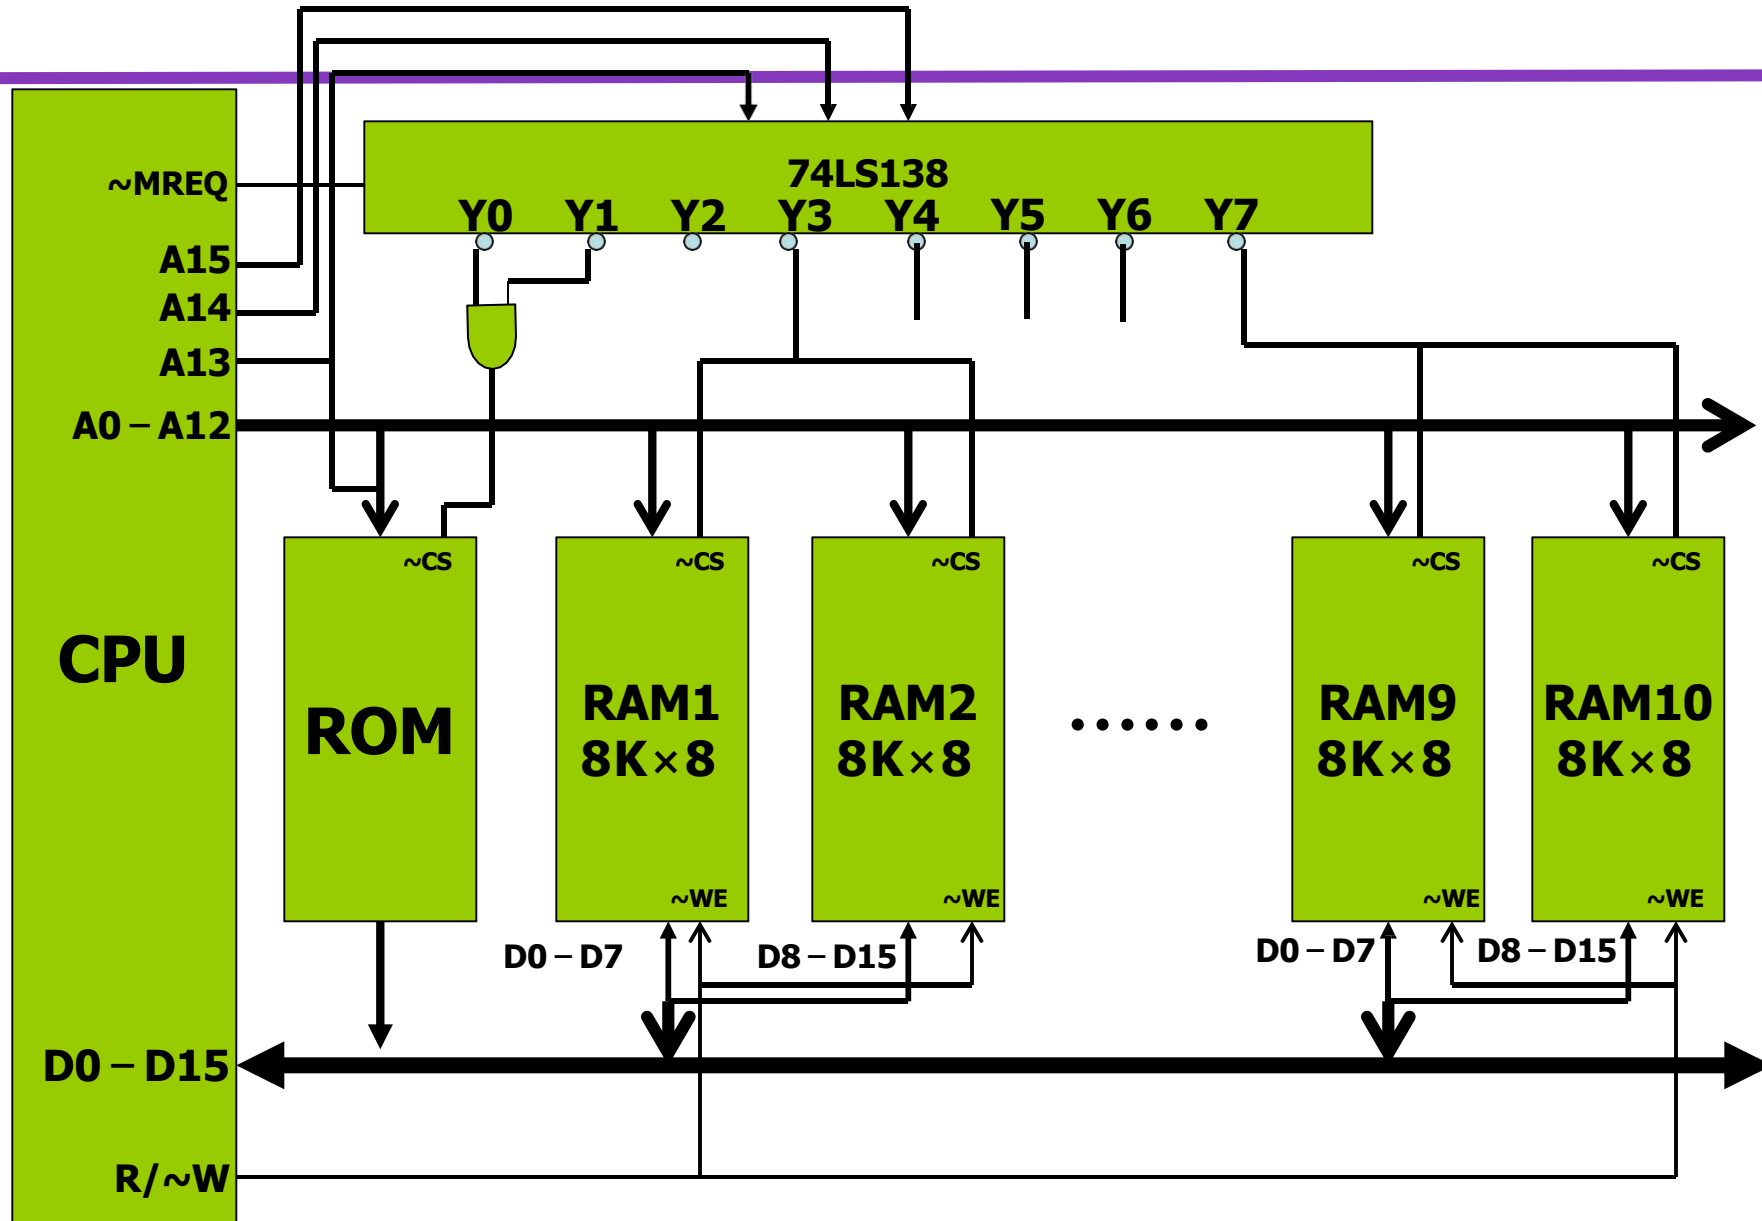 74LS138
~MREQ
Y0 Y1 Y2 Y3 Y4 Y5 Y6 Y7
A15
A14
A13
A0－A12
~CS ~CS ~CS ~CS ~CS
CPU
ROM
RAM1
8K×8
RAM2
8K×8
……
RAM9
8K×8
RAM10
8K×8
~WE ~WE ~WE ~WE
D0－D7 D8－D15 D0－D7 D8－D15
D0－D15
R/~W